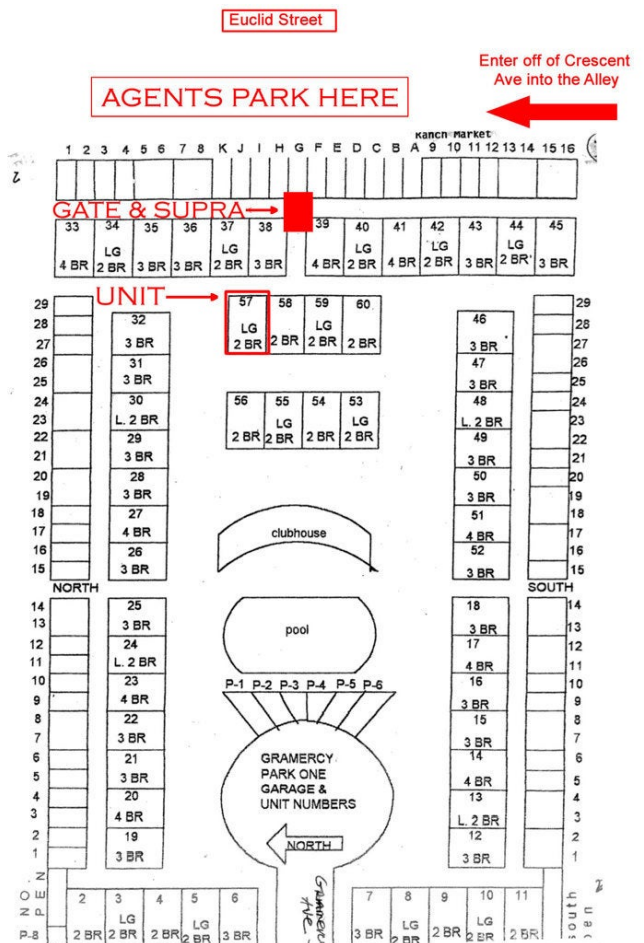 Euclid Street
Enter off of Crescent
Ave into the Alley
AGENTS PARK HERE
Ranch Market
1 2 3 4 5 6 7 8 K J I H G F E D C B A 9 10 11 12 13 14 15 16
GATE & SUPRA
33 34 35 36 37 38 39 40 41 42 43 44 45
4 BR LG 2 BR 3 BR 3 BR LG 2 BR 3 BR 4 BR LG 2 BR 4 BR LG 2 BR 3 BR LG 2 BR 3 BR
UNIT
57 58 59 60
LG 2 BR 2 BR LG 2 BR 2 BR
56 55 54 53
2 BR LG 2 BR 2 BR LG 2 BR
29 29
28 32 46 28
27 3 BR 3 BR 27
26 31 47 26
25 3 BR 3 BR 25
24 30 48 24
23 L. 2 BR L. 2 BR 23
22 29 49 22
21 3 BR 3 BR 21
20 28 50 20
19 3 BR 3 BR 19
18 27 51 18
17 4 BR 4 BR 17
16 26 52 16
15 3 BR 3 BR 15
clubhouse
NORTH SOUTH
14 25 18 14
13 3 BR 3 BR 13
12 24 17 12
11 L. 2 BR 4 BR 11
10 23 16 10
9 4 BR 3 BR 9
8 22 15 8
7 3 BR 3 BR 7
6 21 14 6
5 3 BR 4 BR 5
4 20 13 4
3 4 BR L. 2 BR 3
2 19 12 2
1 3 BR 3 BR 1
pool
P-1 P-2 P-3 P-4 P-5 P-6
GRAMERCY
PARK ONE
GARAGE &
UNIT NUMBERS
NORTH
AVE
2 3 4 5 6 7 8 9 10 11
P-8 2 BR LG 2 BR 2 BR LG 2 BR 3 BR 3 BR LG 2 BR 2 BR LG 2 BR 2 BR
south